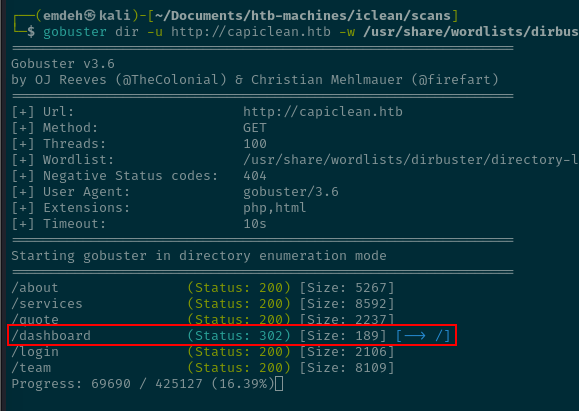 ┌──(emdeh㉿kali)-[~/Documents/htb-machines/iclean/scans]
└─$ gobuster dir -u http://capiclean.htb -w /usr/share/wordlists/dirbus
===============================================================
Gobuster v3.6
by OJ Reeves (@TheColonial) & Christian Mehlmauer (@firefart)
===============================================================
[+] Url:                     http://capiclean.htb
[+] Method:                  GET
[+] Threads:                 100
[+] Wordlist:                /usr/share/wordlists/dirbuster/directory-l
[+] Negative Status codes:   404
[+] User Agent:              gobuster/3.6
[+] Extensions:              php,html
[+] Timeout:                 10s
===============================================================
Starting gobuster in directory enumeration mode
===============================================================
/about                (Status: 200) [Size: 5267]
/services             (Status: 200) [Size: 8592]
/quote                (Status: 200) [Size: 2237]
/dashboard            (Status: 302) [Size: 189] [--> /]
/login                (Status: 200) [Size: 2106]
/team                 (Status: 200) [Size: 8109]
Progress: 69690 / 425127 (16.39%)